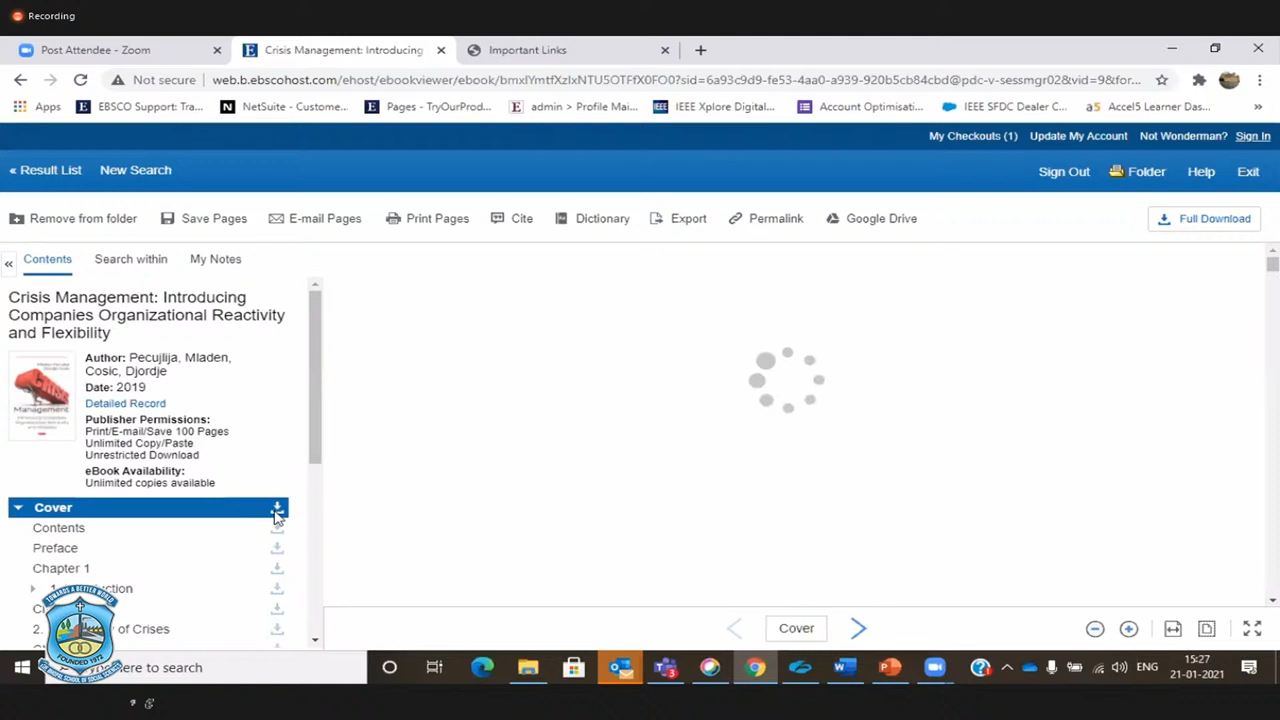 Recording
Post Attendee - Zoom
Crisis Management: Introducing
Important Links
Not secure
web.b.ebscohost.com/ehost/ebookviewer/ebook/bmxlYmtfXzIxNTU5OTFfX0FO0?sid=6a93c9d9-fe53-4aa0-a939-920b5cb84cbd@pdc-v-sessmgr02&vid=9&for...
Apps
EBSCO Support: Tra...
NetSuite - Custome...
Pages - TryOurProd...
admin > Profile Mai...
IEEE Xplore Digital...
Account Optimisati...
IEEE SFDC Dealer C...
Accel5 Learner Das...
My Checkouts (1) Update My Account Not Wonderman? Sign In
« Result List New Search
Sign Out Folder Help Exit
Remove from folder Save Pages E-mail Pages Print Pages Cite Dictionary Export Permalink Google Drive Full Download
Contents Search within My Notes
Crisis Management: Introducing
Companies Organizational Reactivity
and Flexibility
Author: Pecujlija, Mladen,
Cosic, Djordje
Date: 2019
Detailed Record
Publisher Permissions:
Print/E-mail/Save 100 Pages
Unlimited Copy/Paste
Unrestricted Download
eBook Availability:
Unlimited copies available
Management
Cover
Contents
Preface
Chapter 1
2. of Crises
Cover
TOWARDS A BETTER WORLD
FOUNDED 1972
here to search
ENG
15:27
21-01-2021